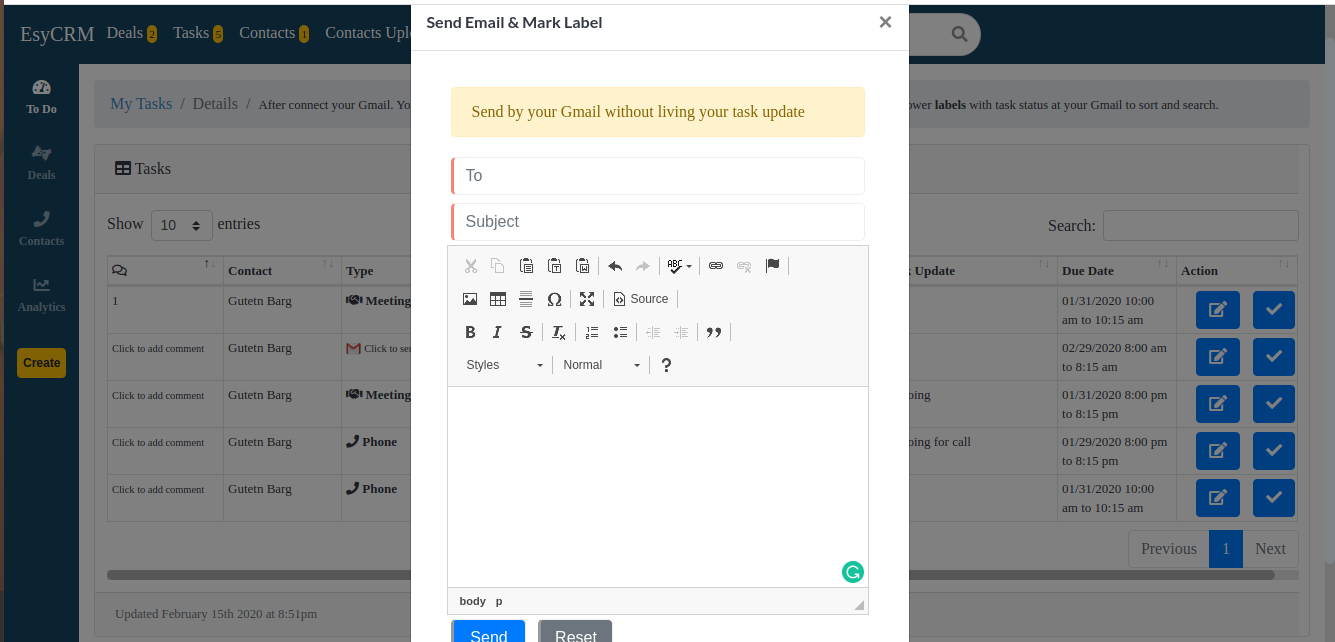 Send Email & Mark Label ×
EsyCRM Deals 2 Tasks 5 Contacts 1 Contacts
To Do
Deals
Contacts
Analytics
Create
My Tasks / Details / After connect your Gmail.
labels with task status at your Gmail to sort and search.
Send by your Gmail without living your task update
Tasks
To
Show 10 entries
Search:
Subject
Contact Type Update Due Date Action
1 Gutetn Barg Meeting 01/31/2020 10:00
am to 10:15 am
Click to add comment Gutetn Barg Click to 02/29/2020 8:00 am
to 8:15 am
Click to add comment Gutetn Barg Meeting 01/31/2020 8:00 pm
to 8:15 pm
Click to add comment Gutetn Barg Phone for call 01/29/2020 8:00 pm
to 8:15 pm
Click to add comment Gutetn Barg Phone 01/31/2020 10:00
am to 10:15 am
ABC
Source
B I S Tx
Styles Normal ?
body p
Previous 1 Next
Updated February 15th 2020 at 8:51pm
Send Reset